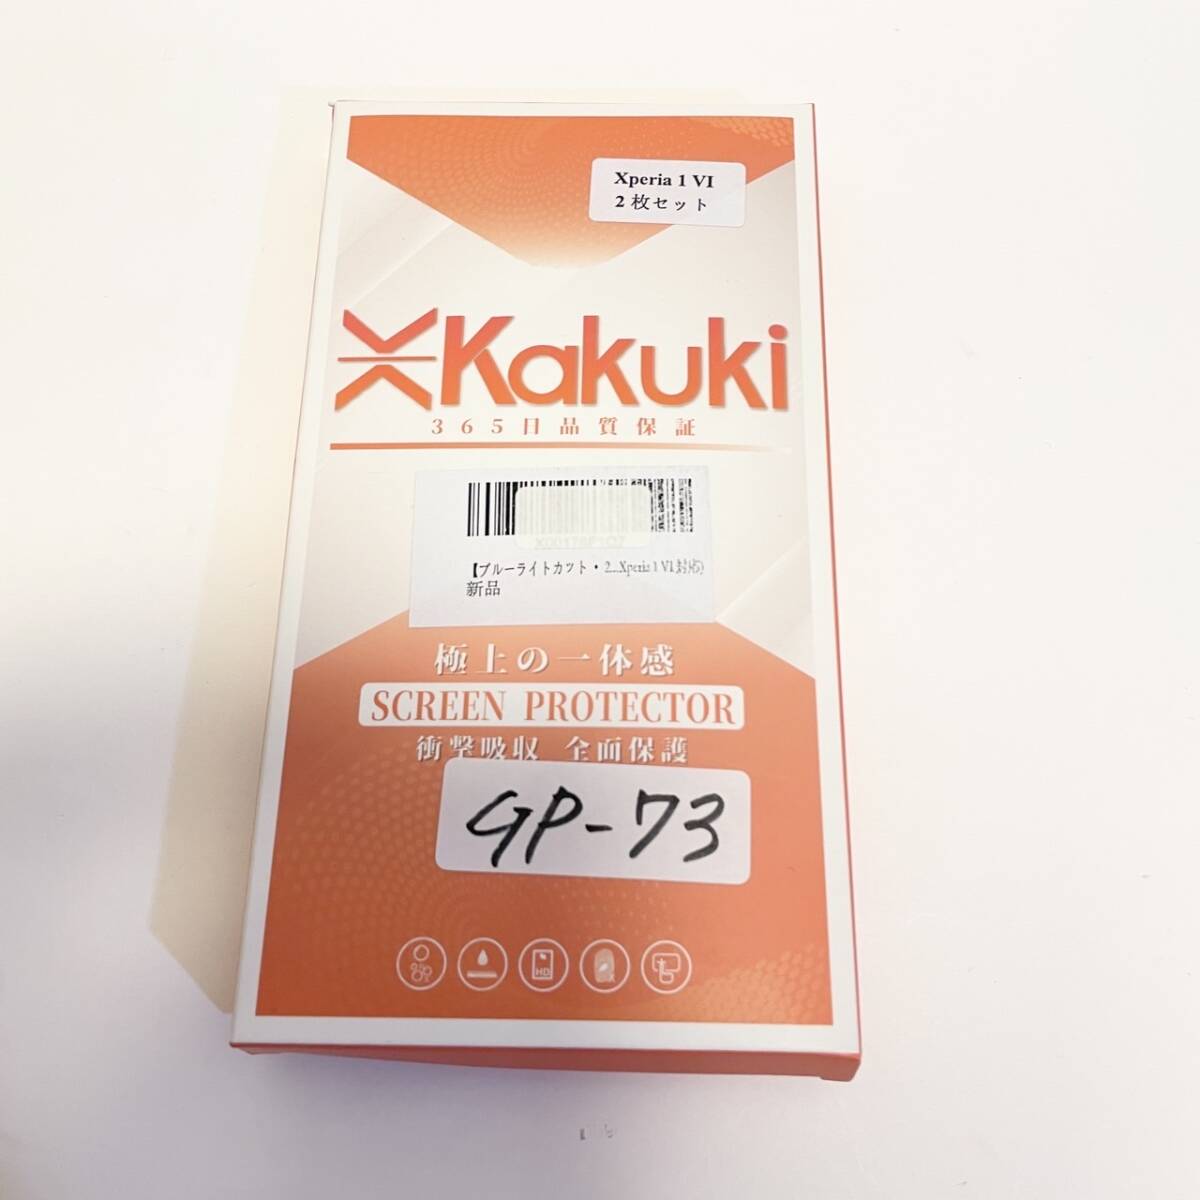 Xperia 1 VI
2枚セット
Kakuki
365日品質保証
【ブルーライトカット・2...Xperia 1 VI 対応)
新品
極上の一体感
SCREEN PROTECTOR
衝撃吸収 全面保護
GP-73
HD